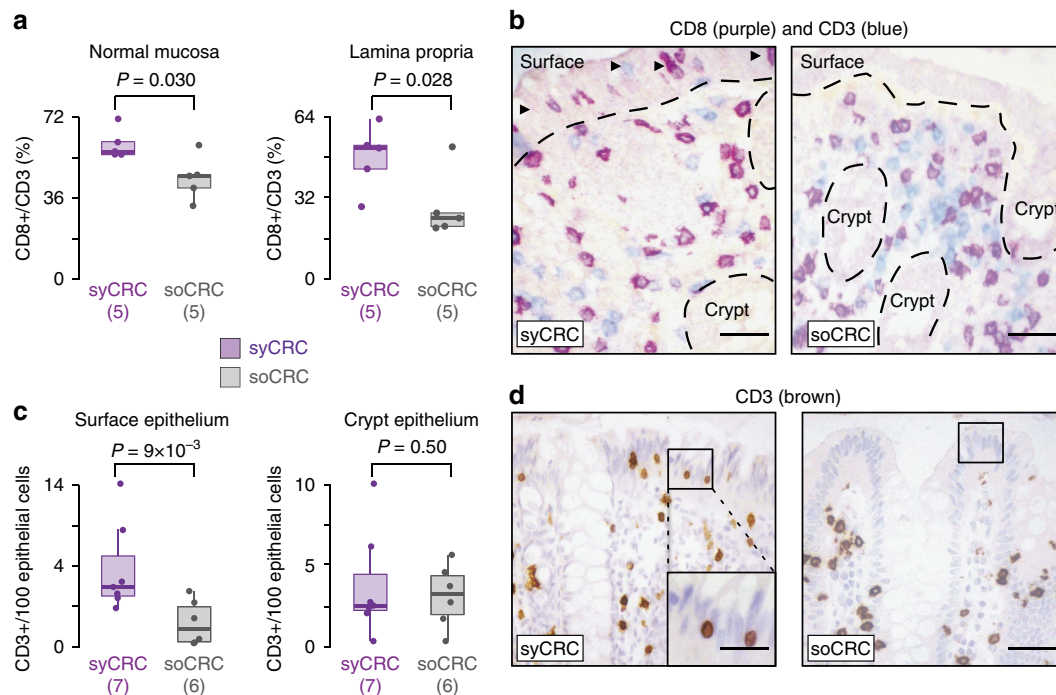 a
Normal mucosa
P = 0.030
CD8+/CD3 (%)
72
36
0
syCRC
(5)
soCRC
(5)
Lamina propria
P = 0.028
CD8+/CD3 (%)
64
32
0
syCRC
(5)
soCRC
(5)
syCRC
soCRC
b
CD8 (purple) and CD3 (blue)
Surface
Crypt
syCRC
Surface
Crypt
Crypt
Crypt
soCRC
c
Surface epithelium
P = 9×10⁻³
CD3+/100 epithelial cells
14
4
0
syCRC
(7)
soCRC
(6)
Crypt epithelium
P = 0.50
CD3+/100 epithelial cells
10
5
0
syCRC
(7)
soCRC
(6)
d
CD3 (brown)
syCRC
soCRC